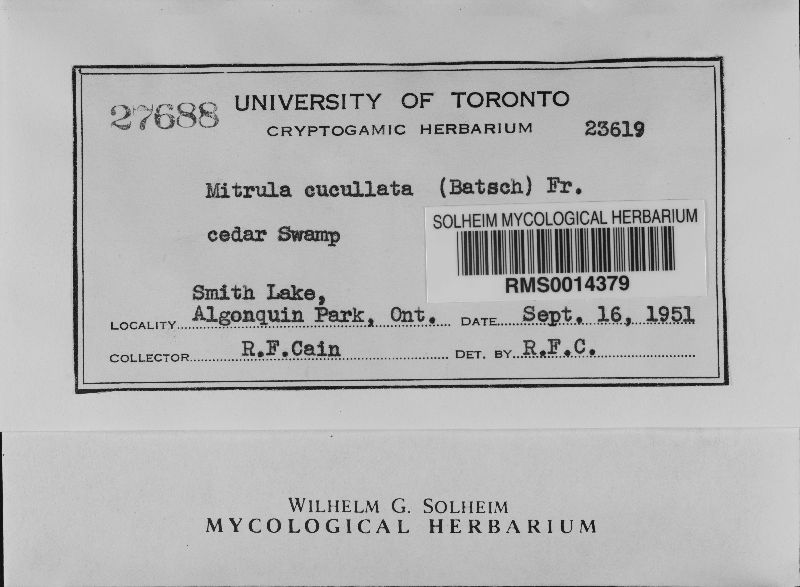 27688 UNIVERSITY OF TORONTO
CRYPTOGAMIC HERBARIUM 23619
Mitrula cucullata (Batsch) Fr.
cedar Swamp
SOLHEIM MYCOLOGICAL HERBARIUM
RMS0014379
Smith Lake,
LOCALITY Algonquin Park, Ont. DATE Sept. 16, 1951
COLLECTOR R.F.Cain DET. BY R.F.C.
WILHELM G. SOLHEIM
MYCOLOGICAL HERBARIUM